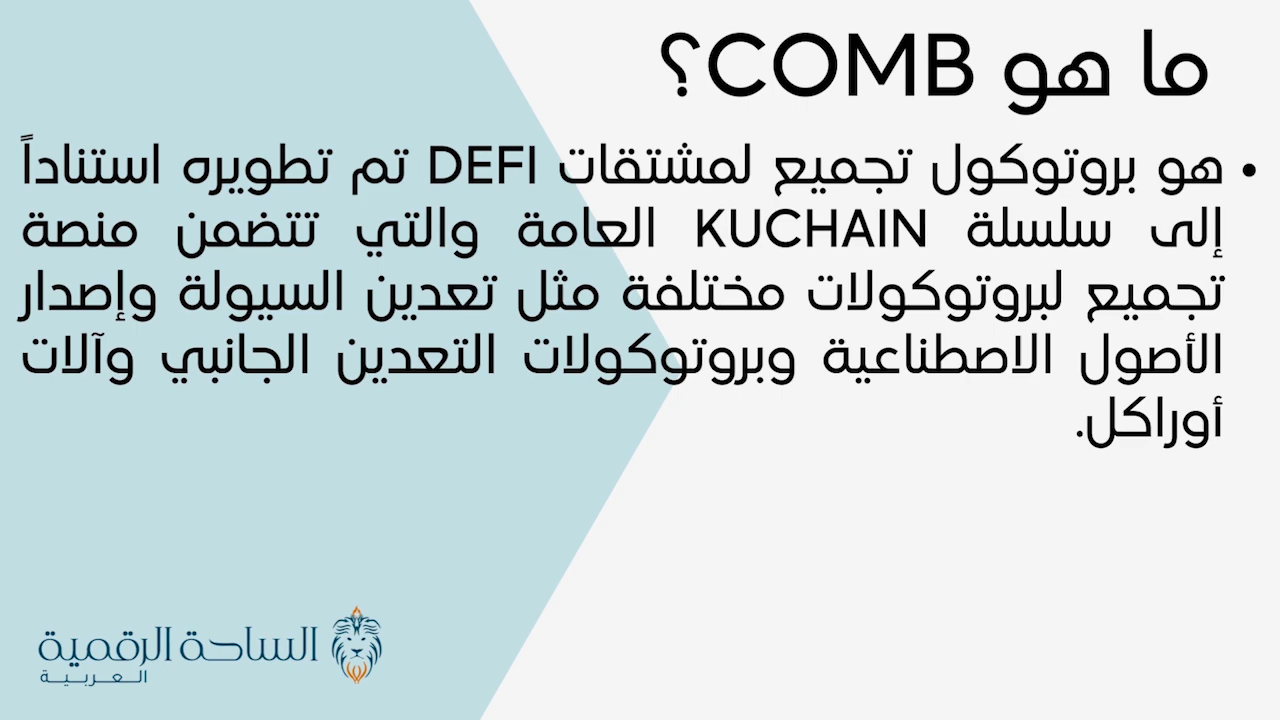 ما هو COMB؟
• هو بروتوكول تجميع لمشتقات DEFI تم تطويره استناداً
إلى سلسلة KUCHAIN العامة والتي تتضمن منصة
تجميع لبروتوكولات مختلفة مثل تعدين السيولة وإصدار
الأصول الاصطناعية وبروتوكولات التعدين الجانبي وآلات
أوراكل.
الساحة الرقمية
العربية